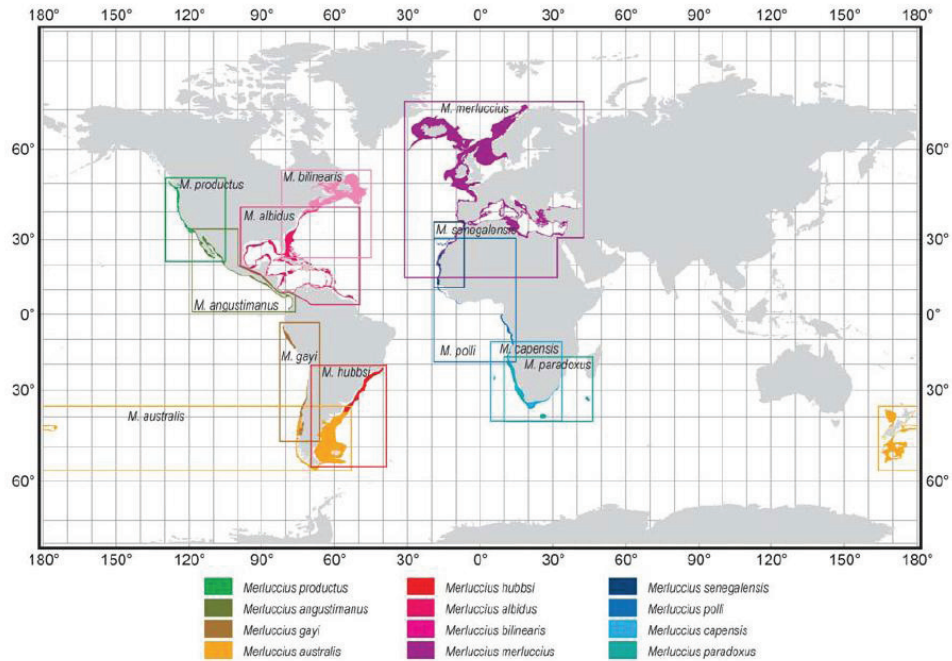 180° 150° 120° 90° 60° 30° 0° 30° 60° 90° 120° 150° 180°
M. merluccius
60° 60°
M. bilinearis
M. productus
M. albidus
M. senegalensis
30° 30°
M. angustimanus
0° 0°
M. gayi M. polli M. capensis
M. hubbsi M. paradoxus
30° 30°
M. australis
60° 60°
180° 150° 120° 90° 60° 30° 0° 30° 60° 90° 120° 150° 180°
Merluccius productus Merluccius hubbsi Merluccius senegalensis
Merluccius angustimanus Merluccius albidus Merluccius polli
Merluccius gayi Merluccius bilinearis Merluccius capensis
Merluccius australis Merluccius merluccius Merluccius paradoxus